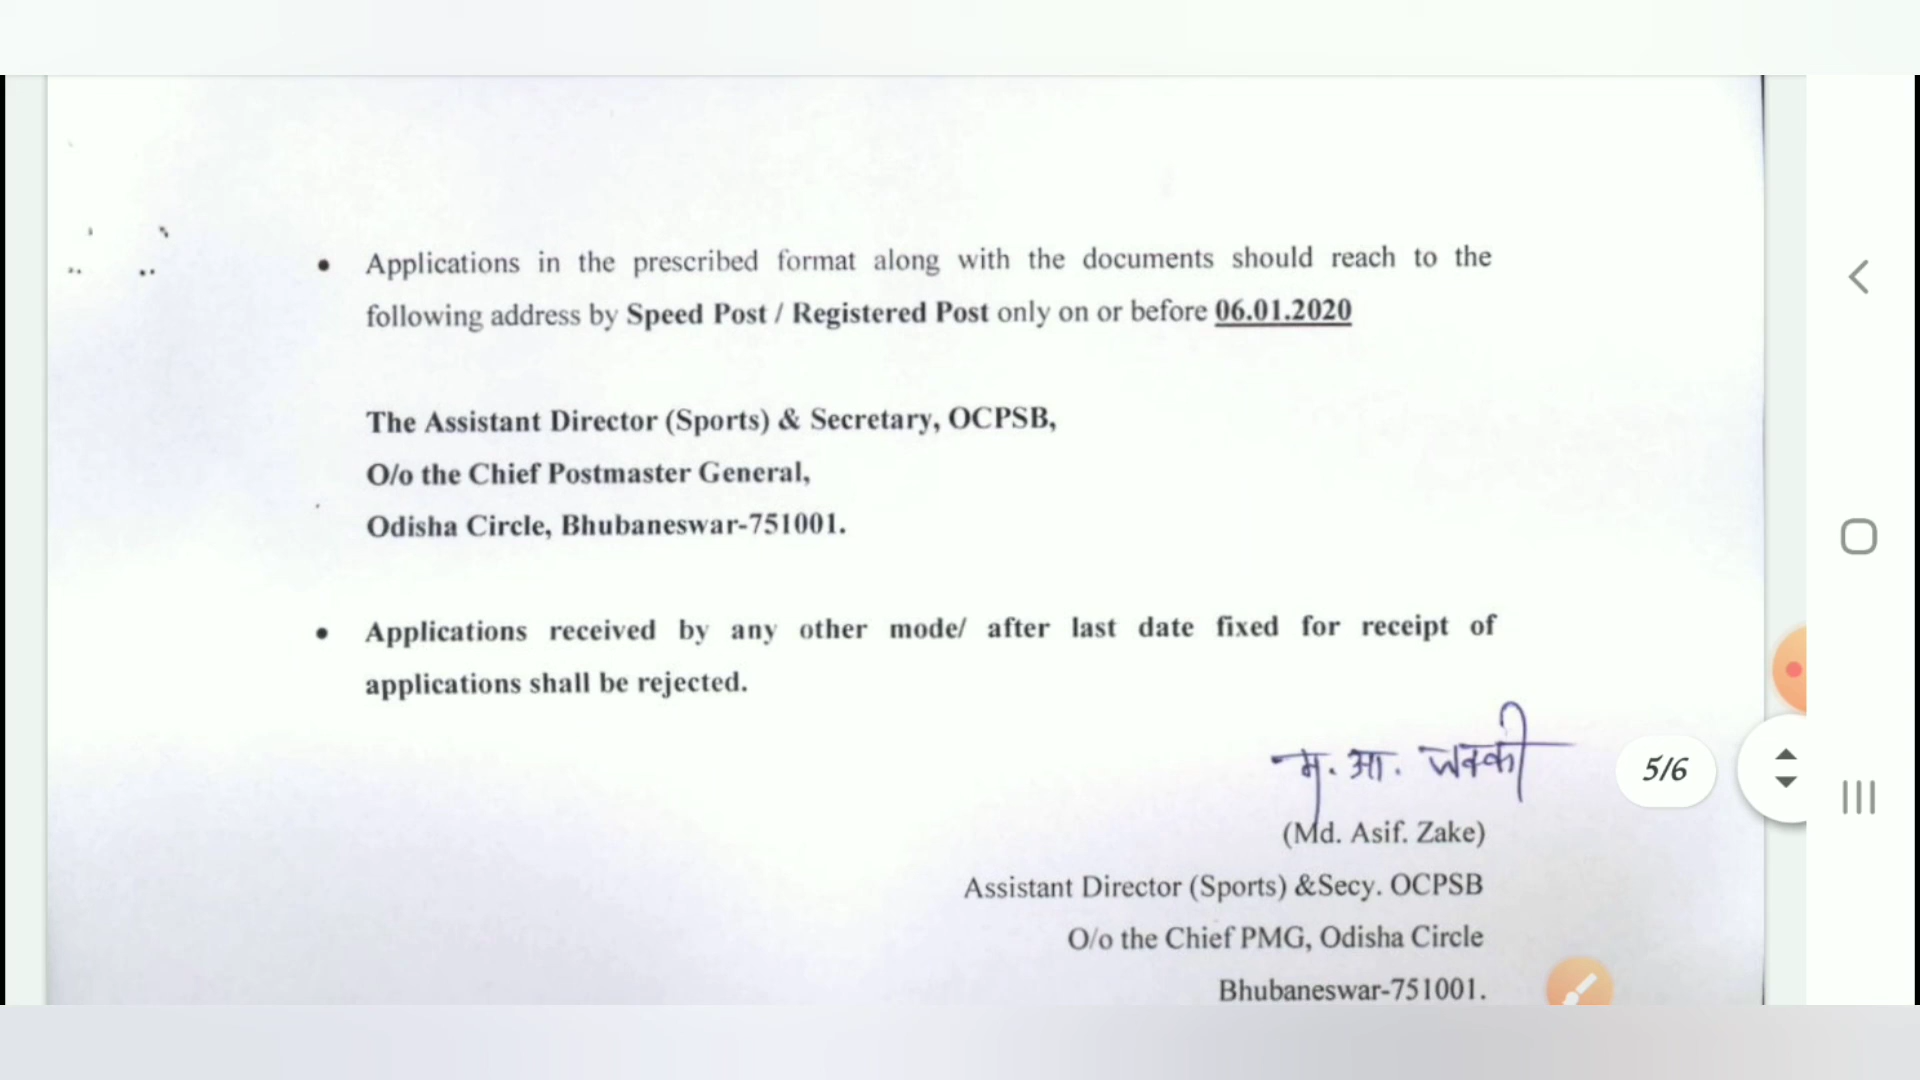 • Applications in the prescribed format along with the documents should reach to the
following address by Speed Post / Registered Post only on or before 06.01.2020
The Assistant Director (Sports) & Secretary, OCPSB,
O/o the Chief Postmaster General,
Odisha Circle, Bhubaneswar-751001.
• Applications received by any other mode/ after last date fixed for receipt of
applications shall be rejected.
मु. आ. जक्की
(Md. Asif. Zake)
5/6
Assistant Director (Sports) &Secy. OCPSB
O/o the Chief PMG, Odisha Circle
Bhubaneswar-751001.